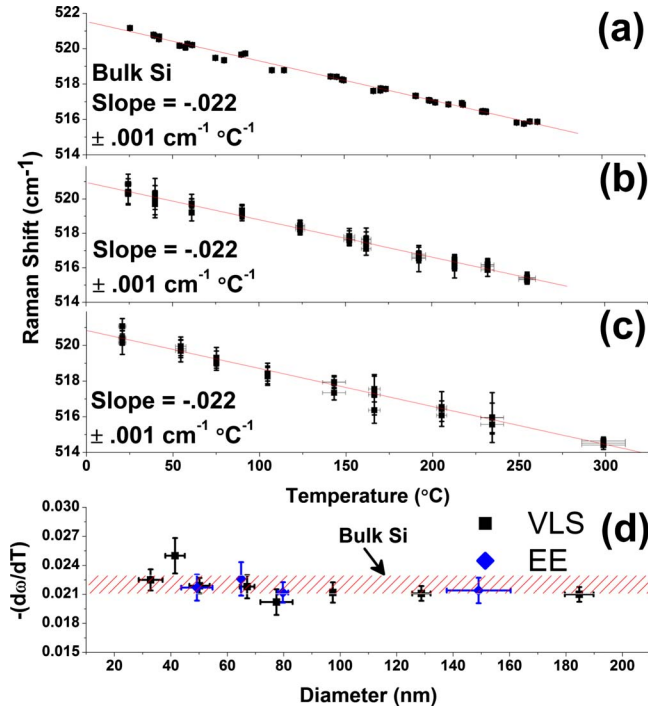 522
520
518
516
514
(a)
Bulk Si
Slope = -.022
± .001 cm⁻¹ °C⁻¹
520
518
516
514
(b)
Slope = -.022
± .001 cm⁻¹ °C⁻¹
520
518
516
514
(c)
Slope = -.022
± .001 cm⁻¹ °C⁻¹
Raman Shift (cm⁻¹)
0 50 100 150 200 250 300
Temperature (°C)
0.030
0.027
0.024
0.021
0.018
0.015
-(dω/dT)
Bulk Si
VLS
EE
(d)
20 40 60 80 100 120 140 160 180 200
Diameter (nm)